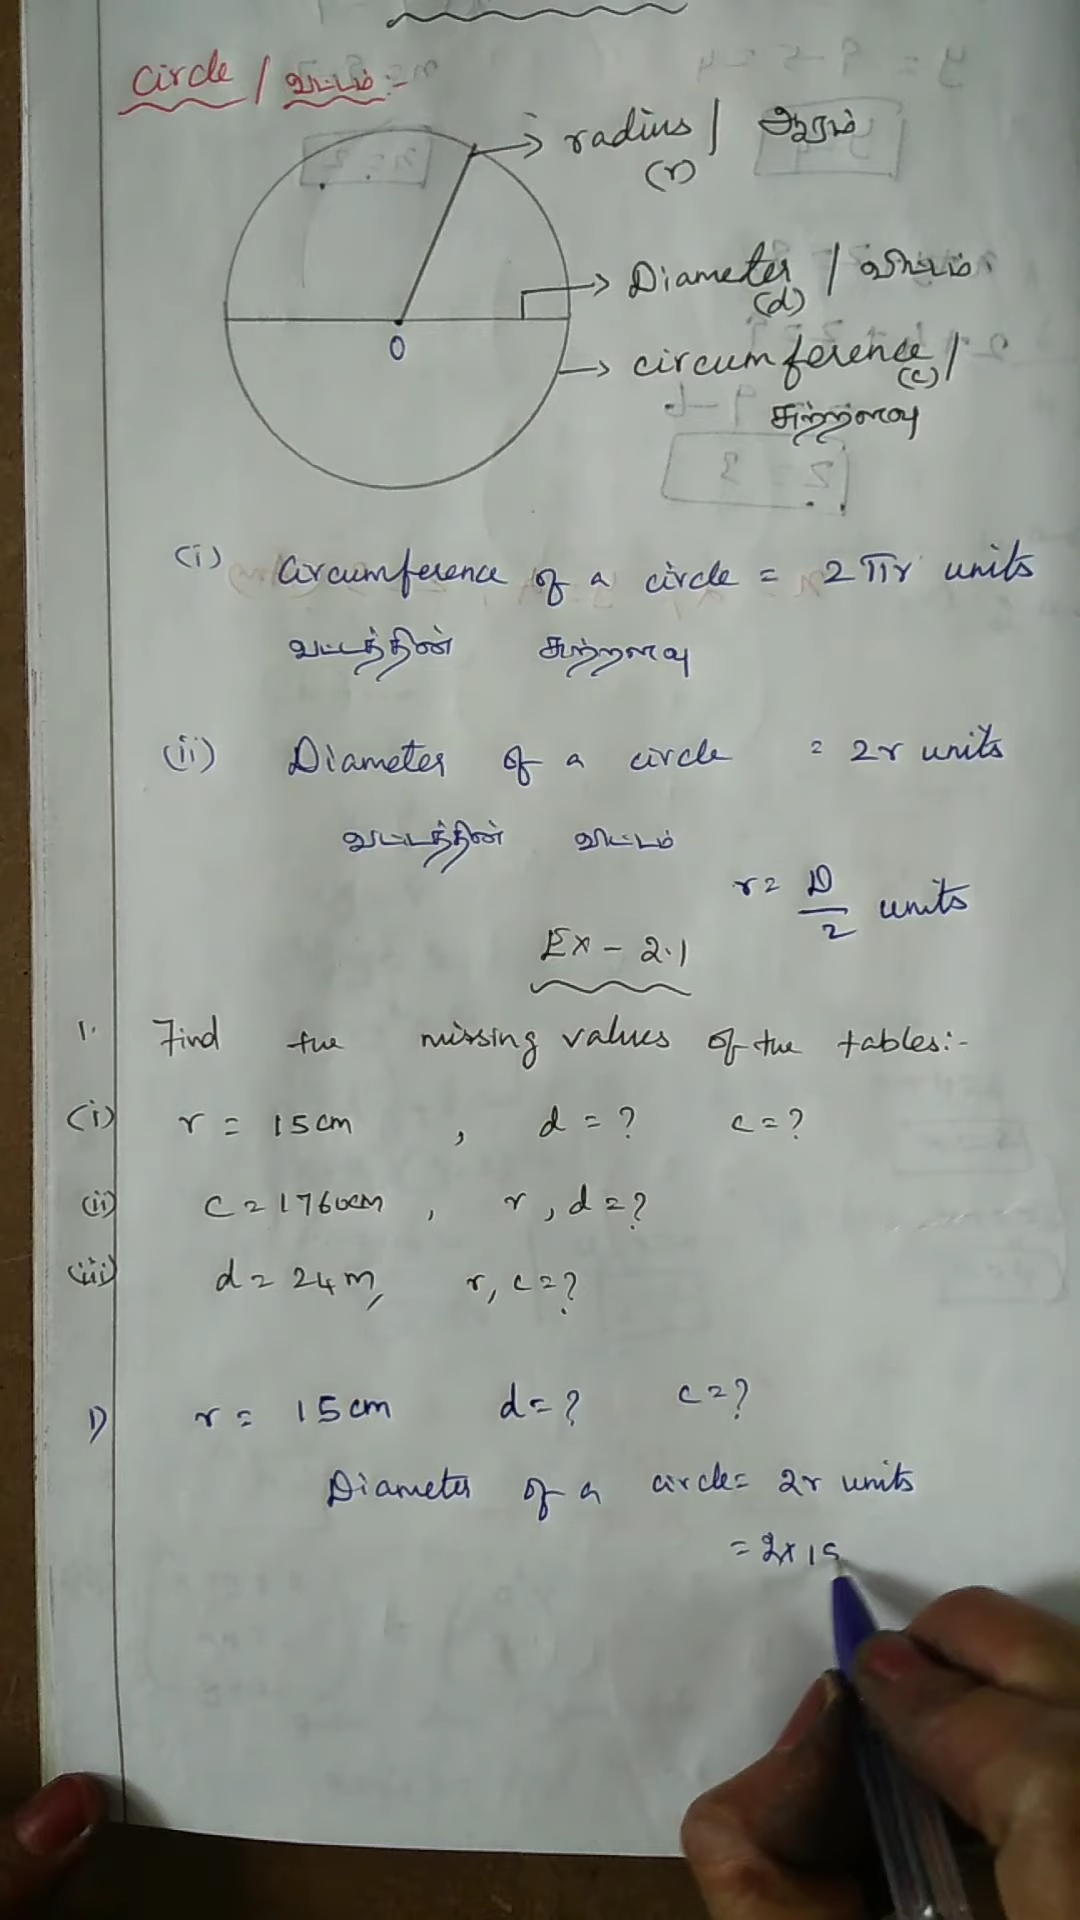 Circle / வட்டம் :-
radius / ஆரம்
(r)
Diameter / விட்டம்
(d)
O
circumference /
(c)
சுற்றளவு
(i) Circumference of a circle = 2πr units
வட்டத்தின் சுற்றளவு
(ii) Diameter of a circle = 2r units
வட்டத்தின் விட்டம்
r = D/2 units
Ex - 2.1
1. Find the missing values of the tables:-
(i) r = 15cm , d = ? c = ?
(ii) C = 1760cm , r, d = ?
(iii) d = 24m, r, c = ?
1) r = 15cm d = ? c = ?
Diameter of a circle = 2r units
= 2x15